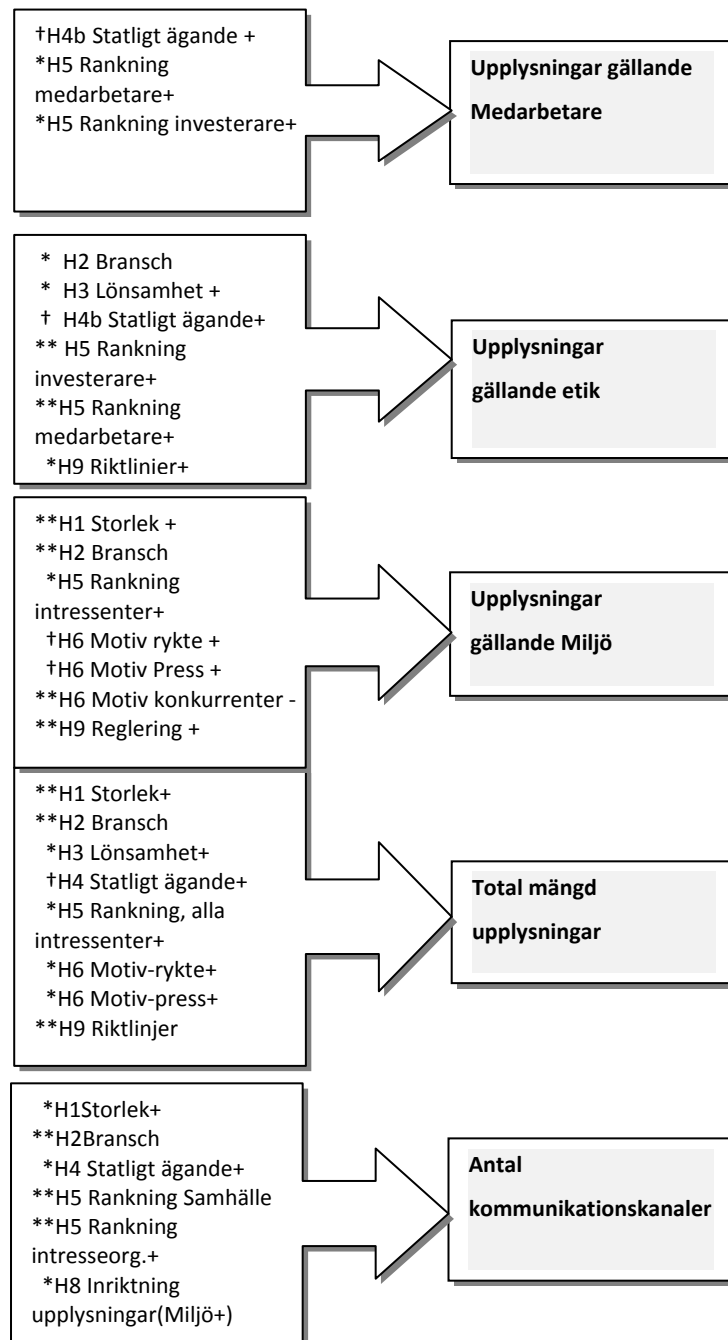 †H4b Statligt ägande +
*H5 Rankning
medarbetare+
*H5 Rankning investerare+
Upplysningar gällande
Medarbetare
* H2 Bransch
* H3 Lönsamhet +
† H4b Statligt ägande+
** H5 Rankning
investerare+
**H5 Rankning
medarbetare+
*H9 Riktlinier+
Upplysningar
gällande etik
**H1 Storlek +
**H2 Bransch
*H5 Rankning
intressenter+
†H6 Motiv rykte +
†H6 Motiv Press +
**H6 Motiv konkurrenter -
**H9 Reglering +
Upplysningar
gällande Miljö
**H1 Storlek+
**H2 Bransch
*H3 Lönsamhet+
†H4 Statligt ägande+
*H5 Rankning, alla
intressenter+
*H6 Motiv-rykte+
*H6 Motiv-press+
**H9 Riktlinjer
Total mängd
upplysningar
*H1Storlek+
**H2Bransch
*H4 Statligt ägande+
**H5 Rankning Samhälle
**H5 Rankning
intresseorg.+
*H8 Inriktning
upplysningar(Miljö+)
Antal
kommunikationskanaler